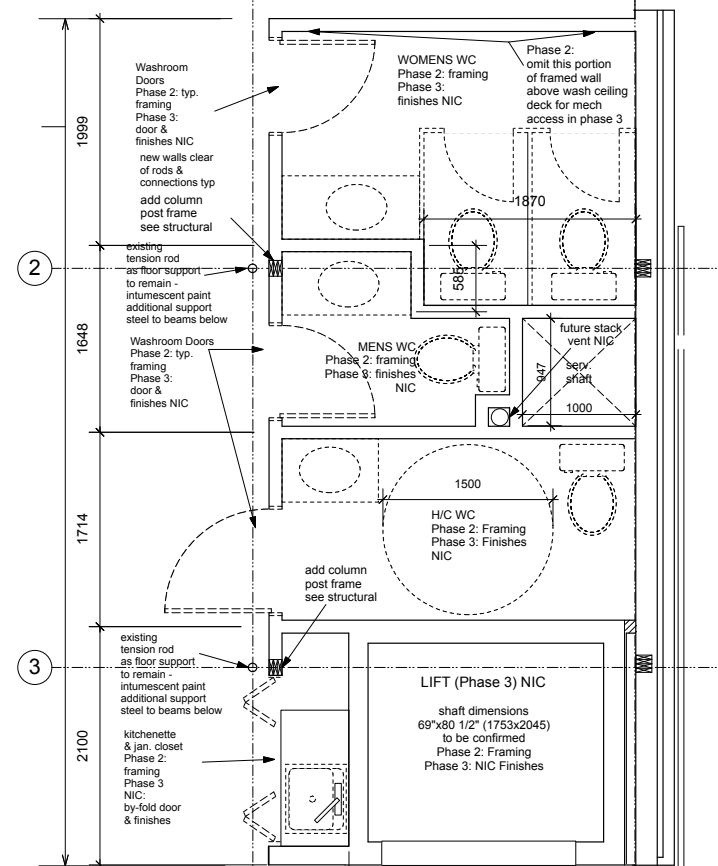 Washroom
Doors
Phase 2: typ.
framing
Phase 3:
door &
finishes NIC
WOMENS WC
Phase 2: framing
Phase 3:
finishes NIC
Phase 2:
omit this portion
of framed wall
above wash ceiling
deck for mech
access in phase 3
1999
new walls clear
of rods &
connections typ
add column
post frame
see structural
1870
2
existing
tension rod
as floor support
to remain -
intumescent paint
additional support
steel to beams below
585
1648
Washroom Doors
Phase 2: typ.
framing
Phase 3:
door &
finishes NIC
MENS WC
Phase 2: framing
Phase 3: finishes
NIC
future stack
vent NIC
serv.
shaft
947
1000
1714
1500
H/C WC
Phase 2: Framing
Phase 3: Finishes
NIC
add column
post frame
see structural
3
existing
tension rod
as floor support
to remain -
intumescent paint
additional support
steel to beams below
LIFT (Phase 3) NIC
shaft dimensions
69"x80 1/2" (1753x2045)
to be confirmed
Phase 2: Framing
Phase 3: NIC Finishes
2100
kitchenette
& jan. closet
Phase 2:
framing
Phase 3
NIC:
by-fold door
& finishes